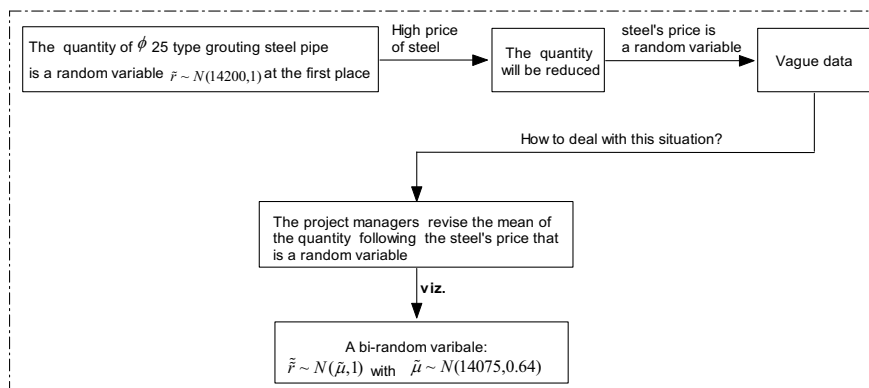 The quantity of ϕ 25 type grouting steel pipe
is a random variable r̃ ~ N(14200,1) at the first place
High price
of steel
The quantity
will be reduced
steel's price is
a random variable
Vague data
How to deal with this situation?
The project managers revise the mean of
the quantity following the steel's price that
is a random variable
viz.
A bi-random varibale:
r̃̃ ~ N(μ̃,1) with μ̃ ~ N(14075,0.64)